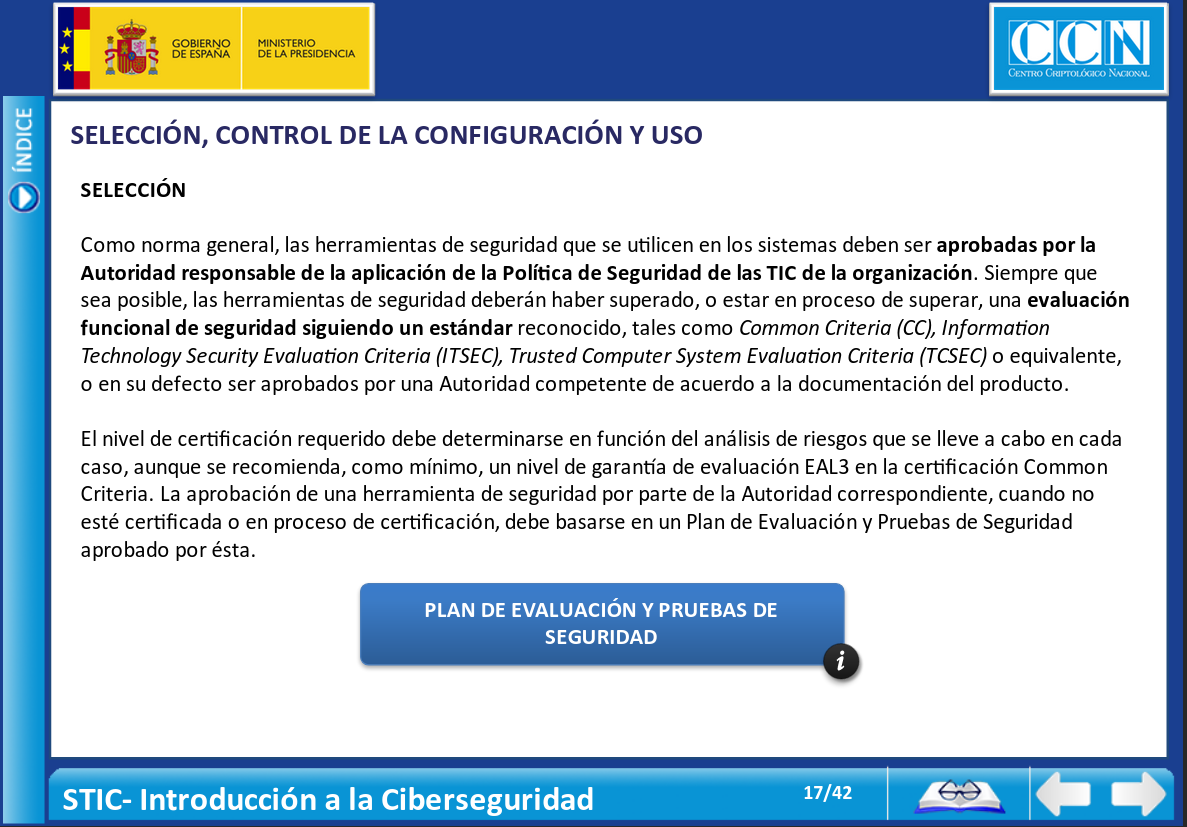 GOBIERNO
DE ESPAÑA
MINISTERIO
DE LA PRESIDENCIA
CCN
CENTRO CRIPTOLÓGICO NACIONAL
ÍNDICE
SELECCIÓN, CONTROL DE LA CONFIGURACIÓN Y USO
SELECCIÓN
Como norma general, las herramientas de seguridad que se utilicen en los sistemas deben ser aprobadas por la
Autoridad responsable de la aplicación de la Política de Seguridad de las TIC de la organización. Siempre que
sea posible, las herramientas de seguridad deberán haber superado, o estar en proceso de superar, una evaluación
funcional de seguridad siguiendo un estándar reconocido, tales como Common Criteria (CC), Information
Technology Security Evaluation Criteria (ITSEC), Trusted Computer System Evaluation Criteria (TCSEC) o equivalente,
o en su defecto ser aprobados por una Autoridad competente de acuerdo a la documentación del producto.
El nivel de certificación requerido debe determinarse en función del análisis de riesgos que se lleve a cabo en cada
caso, aunque se recomienda, como mínimo, un nivel de garantía de evaluación EAL3 en la certificación Common
Criteria. La aprobación de una herramienta de seguridad por parte de la Autoridad correspondiente, cuando no
esté certificada o en proceso de certificación, debe basarse en un Plan de Evaluación y Pruebas de Seguridad
aprobado por ésta.
PLAN DE EVALUACIÓN Y PRUEBAS DE
SEGURIDAD
i
STIC- Introducción a la Ciberseguridad
17/42